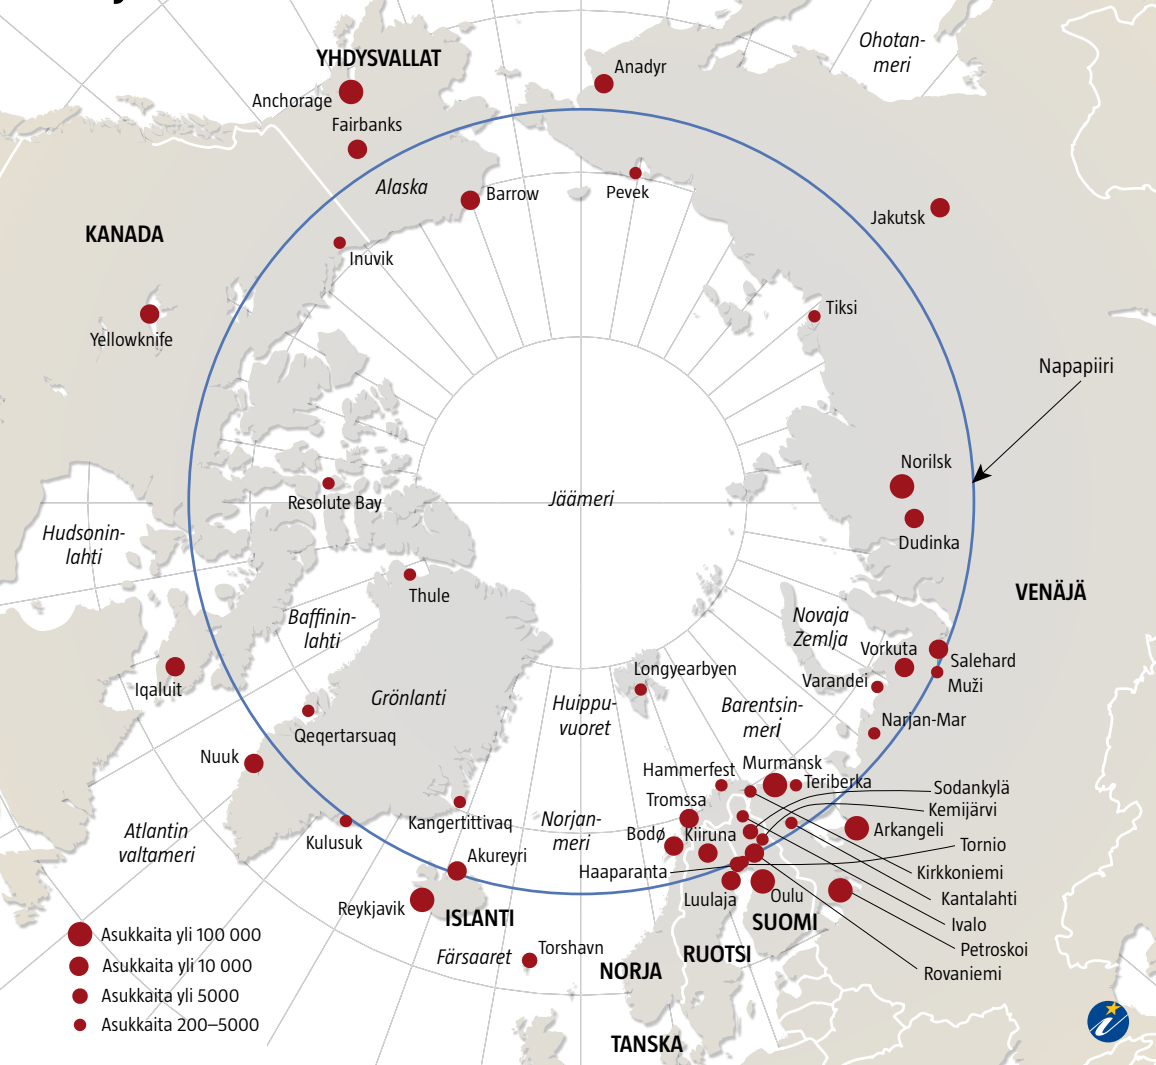 YHDYSVALLAT
Ohotan-
meri
Anadyr
Anchorage
Fairbanks
Alaska
Barrow
Pevek
Jakutsk
KANADA
Inuvik
Tiksi
Yellowknife
Napapiiri
Norilsk
Resolute Bay
Jäämeri
Hudsonin-
lahti
Dudinka
Thule
VENÄJÄ
Baffinin-
lahti
Novaja
Zemlja
Vorkuta
Salehard
Longyearbyen
Varandei
Muži
Iqaluit
Grönlanti
Huippu-
vuoret
Barentsin-
meri
Narjan-Mar
Qeqertarsuaq
Nuuk
Hammerfest
Murmansk
Teriberka
Sodankylä
Tromssa
Kemijärvi
Kangertittivaq
Norjan-
meri
Atlantin
valtameri
Kulusuk
Bodø
Kiiruna
Arkangeli
Tornio
Akureyri
Haaparanta
Kirkkoniemi
Luulaja
Oulu
Kantalahti
Reykjavik
ISLANTI
SUOMI
Ivalo
Asukkaita yli 100 000
Färsaaret
Torshavn
RUOTSI
Petroskoi
Asukkaita yli 10 000
NORJA
Rovaniemi
Asukkaita yli 5000
Asukkaita 200–5000
TANSKA
i